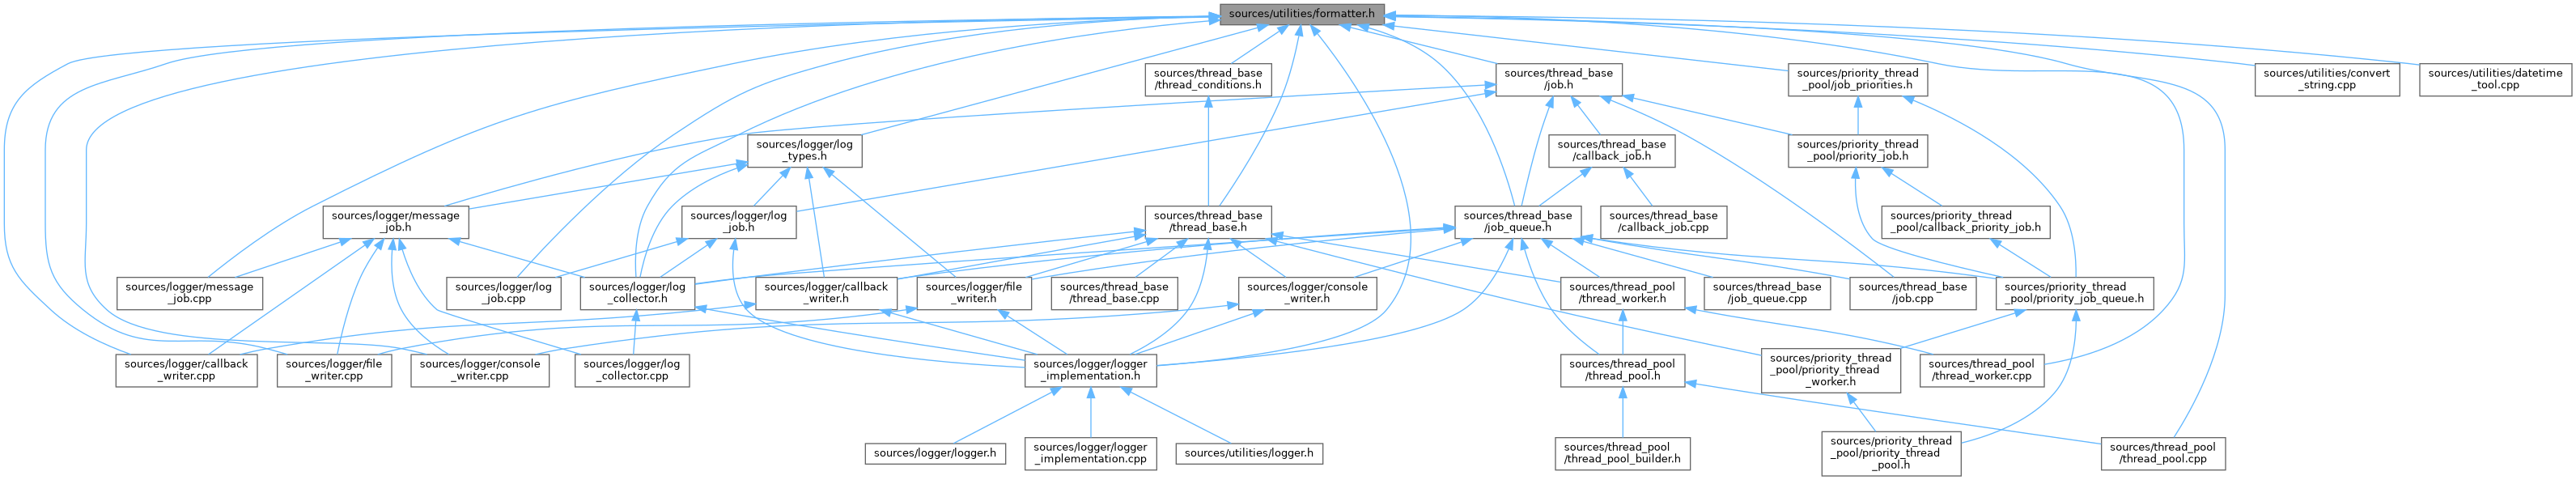 sources/utilities/formatter.h
sources/thread_base
/thread_conditions.h
sources/thread_base
/job.h
sources/priority_thread
_pool/job_priorities.h
sources/utilities/convert
_string.cpp
sources/utilities/datetime
_tool.cpp
sources/logger/log
_types.h
sources/thread_base
/callback_job.h
sources/priority_thread
_pool/priority_job.h
sources/logger/message
_job.h
sources/logger/log
_job.h
sources/thread_base
/thread_base.h
sources/thread_base
/job_queue.h
sources/thread_base
/callback_job.cpp
sources/priority_thread
_pool/callback_priority_job.h
sources/logger/message
_job.cpp
sources/logger/log
_job.cpp
sources/logger/log
_collector.h
sources/logger/callback
_writer.h
sources/logger/file
_writer.h
sources/thread_base
/thread_base.cpp
sources/logger/console
_writer.h
sources/thread_pool
/thread_worker.h
sources/thread_base
/job_queue.cpp
sources/thread_base
/job.cpp
sources/priority_thread
_pool/priority_job_queue.h
sources/logger/callback
_writer.cpp
sources/logger/file
_writer.cpp
sources/logger/console
_writer.cpp
sources/logger/log
_collector.cpp
sources/logger/logger
_implementation.h
sources/thread_pool
/thread_pool.h
sources/priority_thread
_pool/priority_thread
_worker.h
sources/thread_pool
/thread_worker.cpp
sources/logger/logger.h
sources/logger/logger
_implementation.cpp
sources/utilities/logger.h
sources/thread_pool
/thread_pool_builder.h
sources/priority_thread
_pool/priority_thread
_pool.h
sources/thread_pool
/thread_pool.cpp